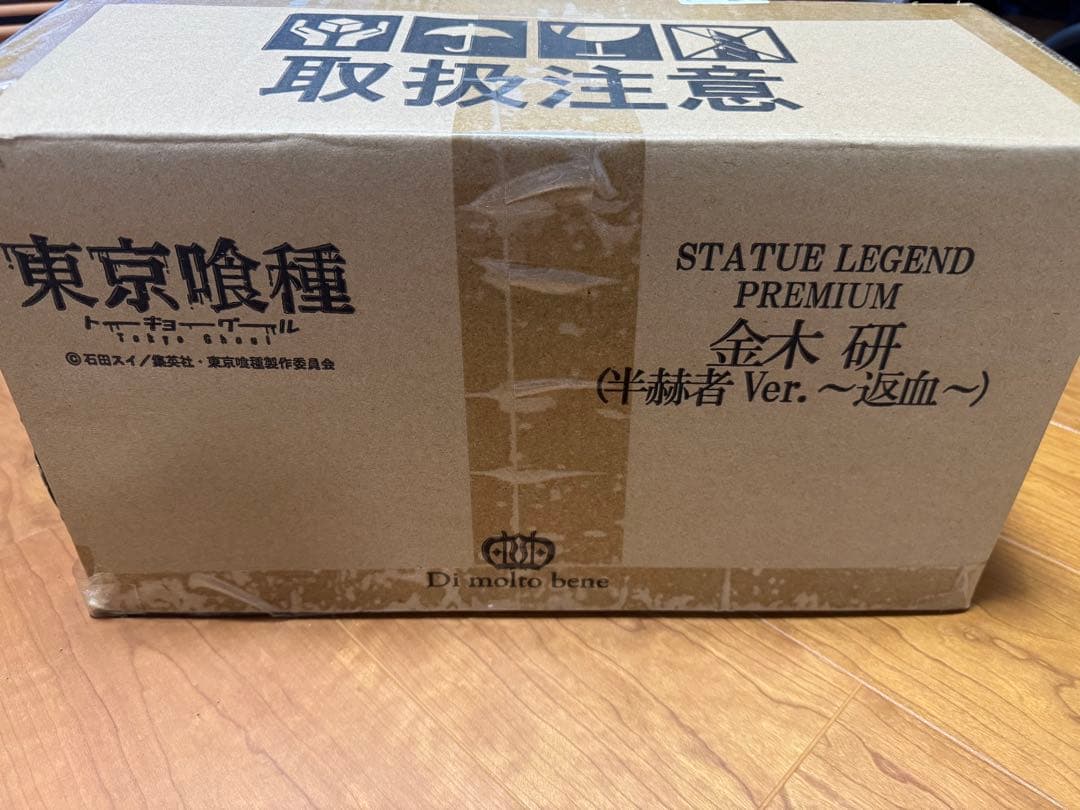 取扱注意
東京喰種
トーキョーグール
Tokyo Ghoul
©石田スイ/集英社・東京喰種製作委員会
STATUE LEGEND
PREMIUM
金木 研
(半赫者 Ver. ～返血～)
Di molto bene